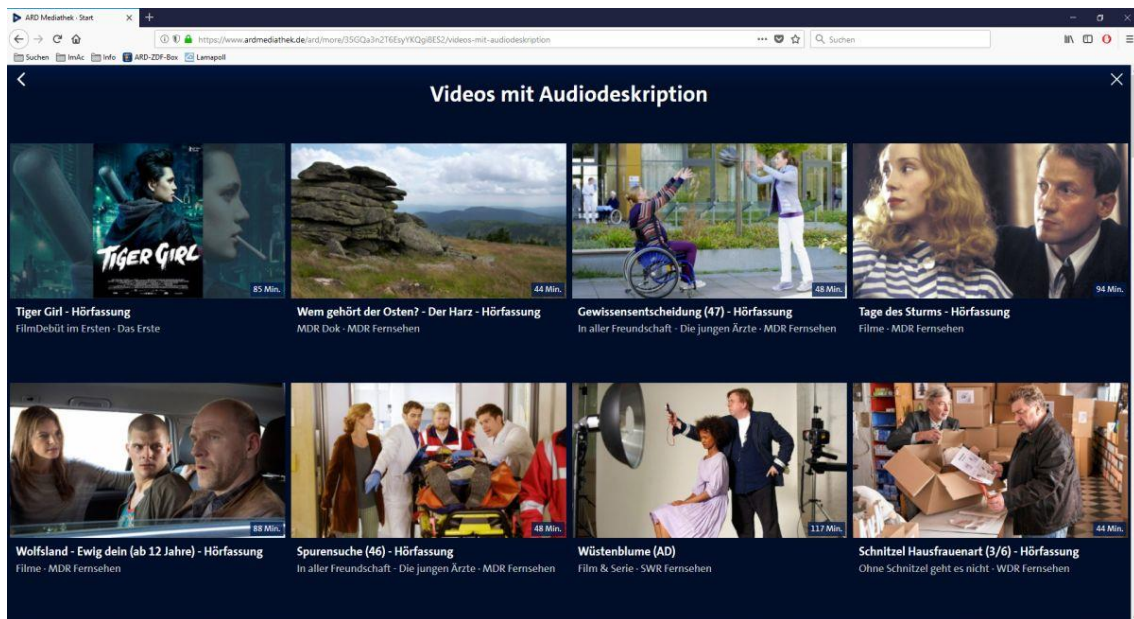 ARD Mediathek · Start
https://www.ardmediathek.de/ard/more/35GQa3n2T6EsyYKQgi8ES2/videos-mit-audiodeskription
Suchen
Suchen ImAc Info ARD-ZDF-Box Lamapoll
Videos mit Audiodeskription
TIGER GIRL
85 Min.
44 Min.
48 Min.
94 Min.
Tiger Girl - Hörfassung
FilmDebüt im Ersten · Das Erste
Wem gehört der Osten? - Der Harz - Hörfassung
MDR Dok · MDR Fernsehen
Gewissensentscheidung (47) - Hörfassung
In aller Freundschaft - Die jungen Ärzte · MDR Fernsehen
Tage des Sturms - Hörfassung
Filme · MDR Fernsehen
88 Min.
48 Min.
117 Min.
44 Min.
Wolfsland - Ewig dein (ab 12 Jahre) - Hörfassung
Filme · MDR Fernsehen
Spurensuche (46) - Hörfassung
In aller Freundschaft - Die jungen Ärzte · MDR Fernsehen
Wüstenblume (AD)
Film & Serie · SWR Fernsehen
Schnitzel Hausfrauenart (3/6) - Hörfassung
Ohne Schnitzel geht es nicht · WDR Fernsehen